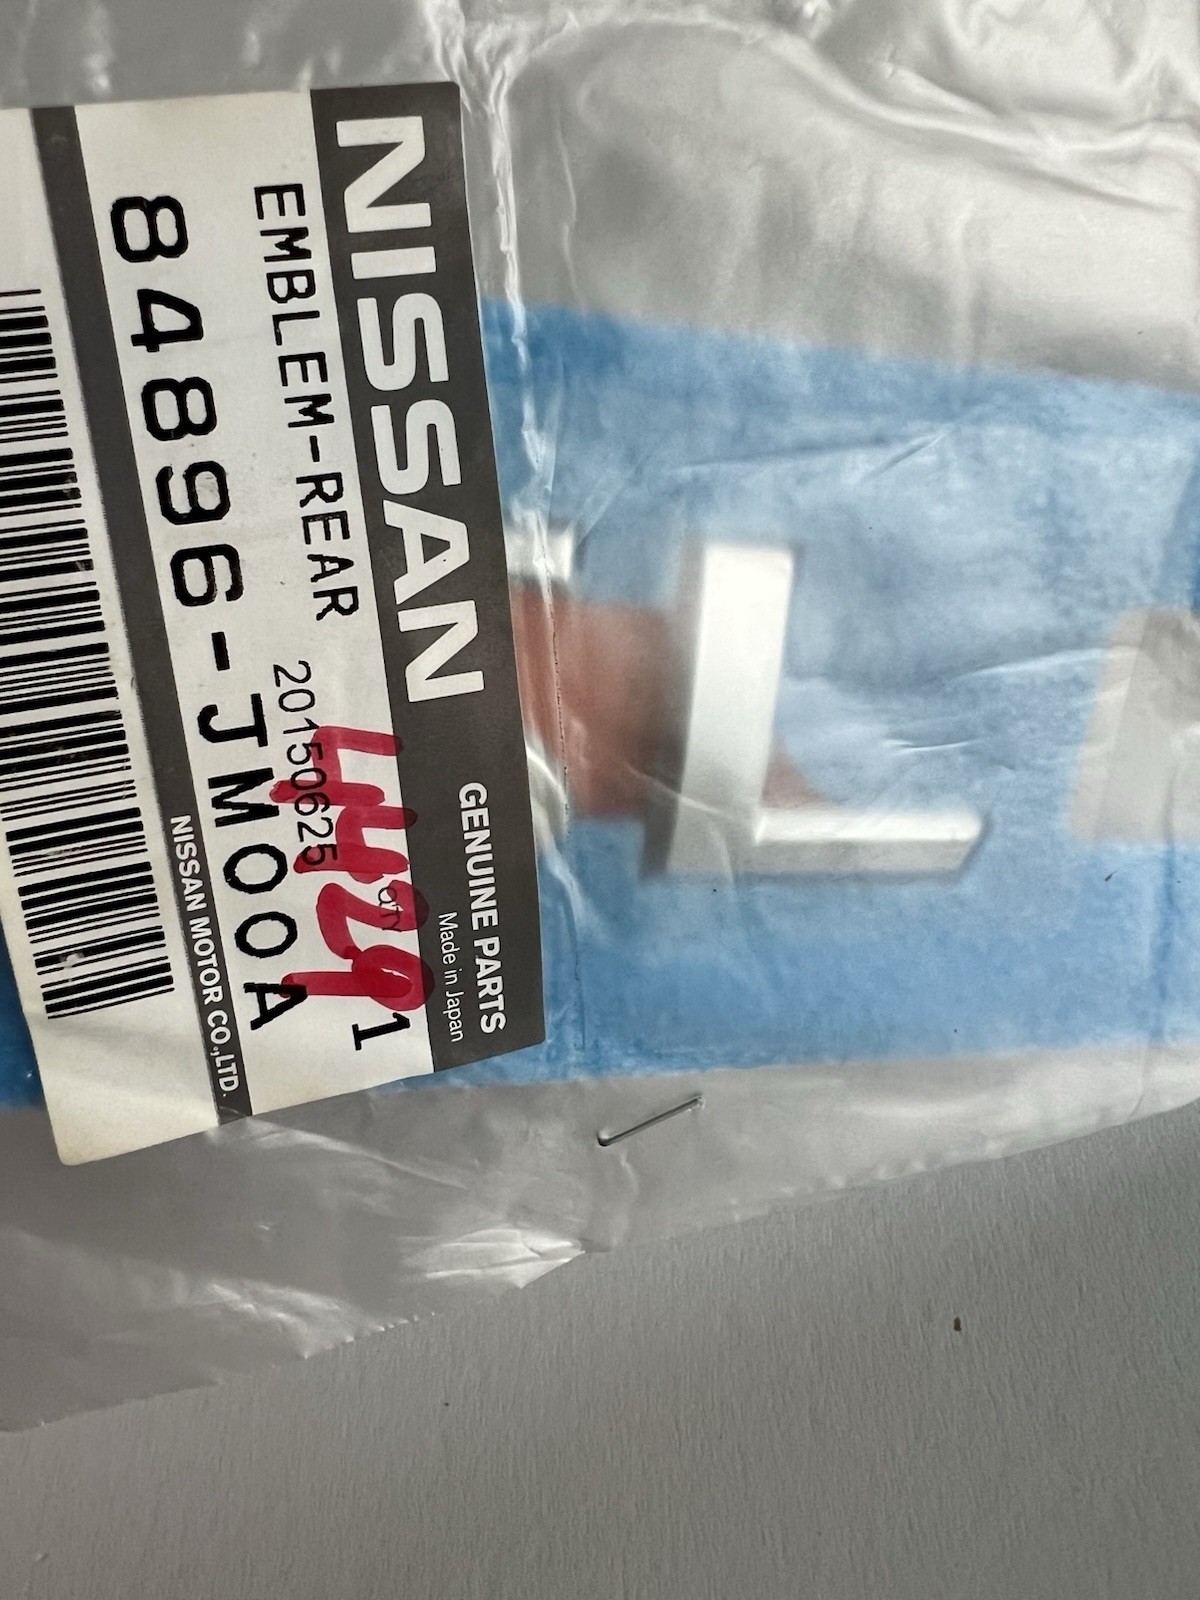 NISSAN GENUINE PARTS
Made in Japan
EMBLEM-REAR
20150625
QTY 1
4429
84896-JM00A
NISSAN MOTOR CO.,LTD.
L